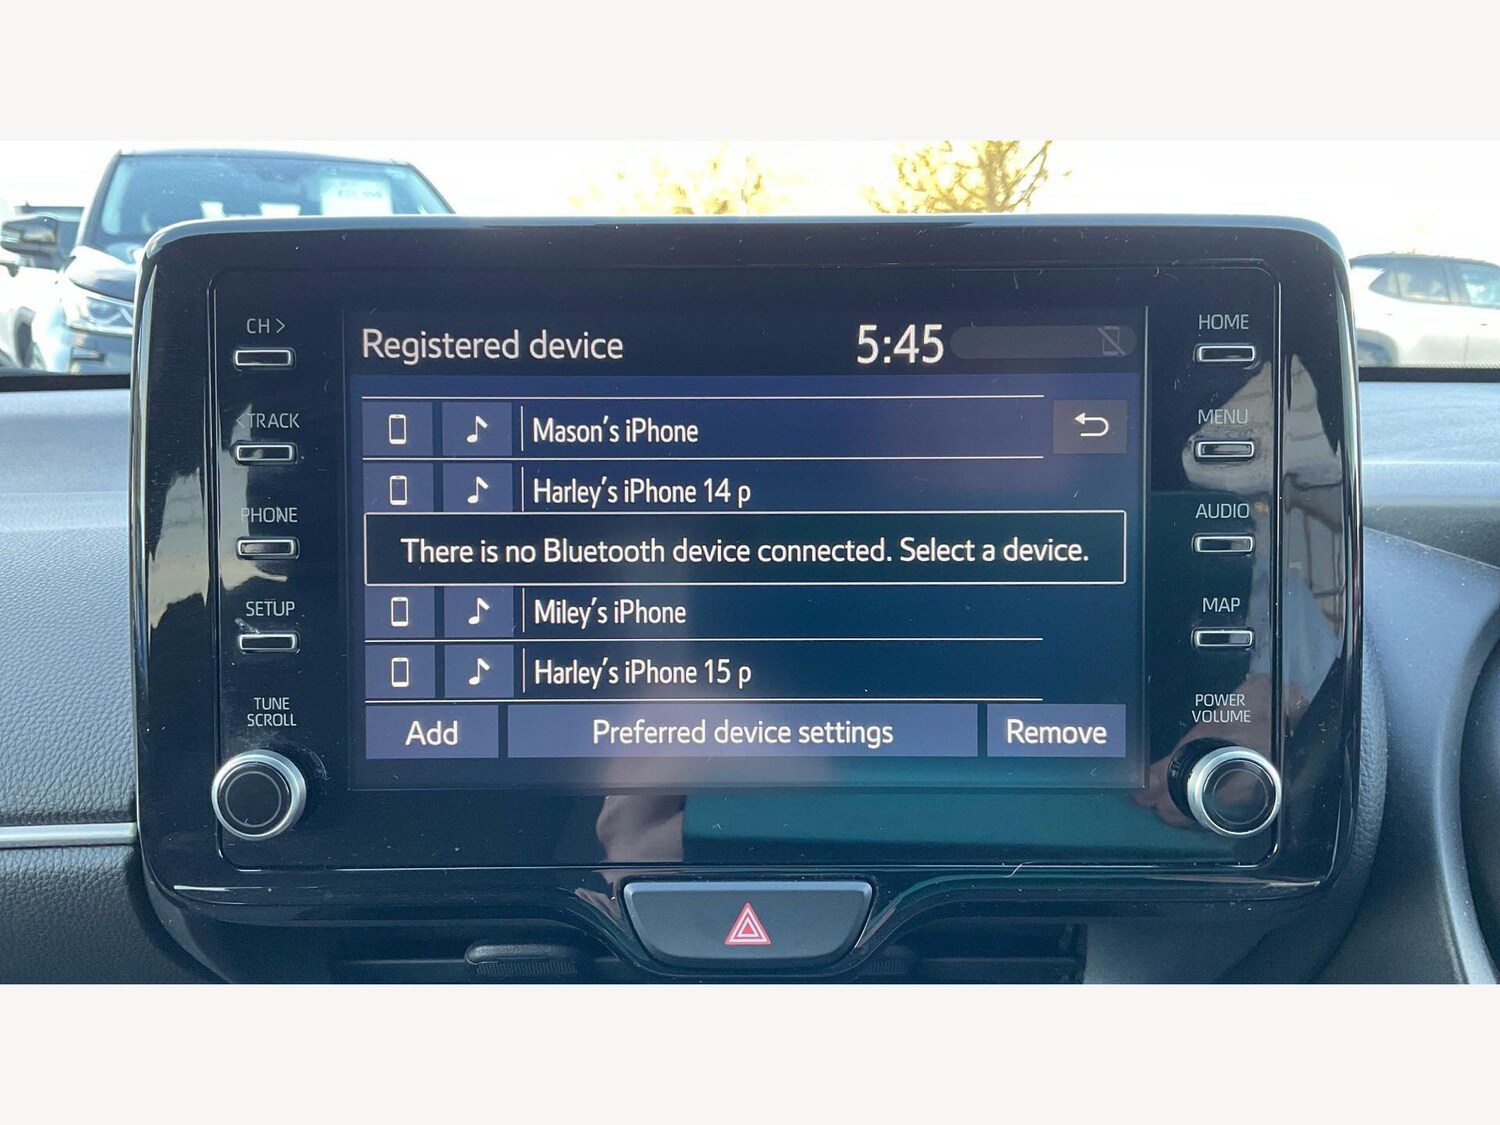 CH >
<TRACK
PHONE
SETUP
TUNE
SCROLL
Registered device 5:45
Mason's iPhone
Harley's iPhone 14 p
There is no Bluetooth device connected. Select a device.
Miley's iPhone
Harley's iPhone 15 p
Add Preferred device settings Remove
HOME
MENU
AUDIO
MAP
POWER
VOLUME